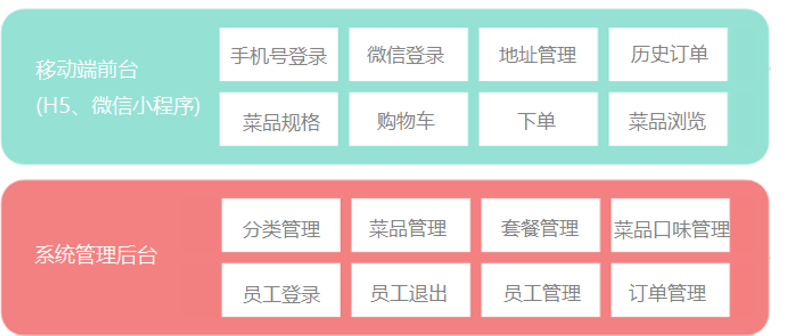 移动端前台
(H5、微信小程序)
手机号登录 微信登录 地址管理 历史订单
菜品规格 购物车 下单 菜品浏览
系统管理后台
分类管理 菜品管理 套餐管理 菜品口味管理
员工登录 员工退出 员工管理 订单管理